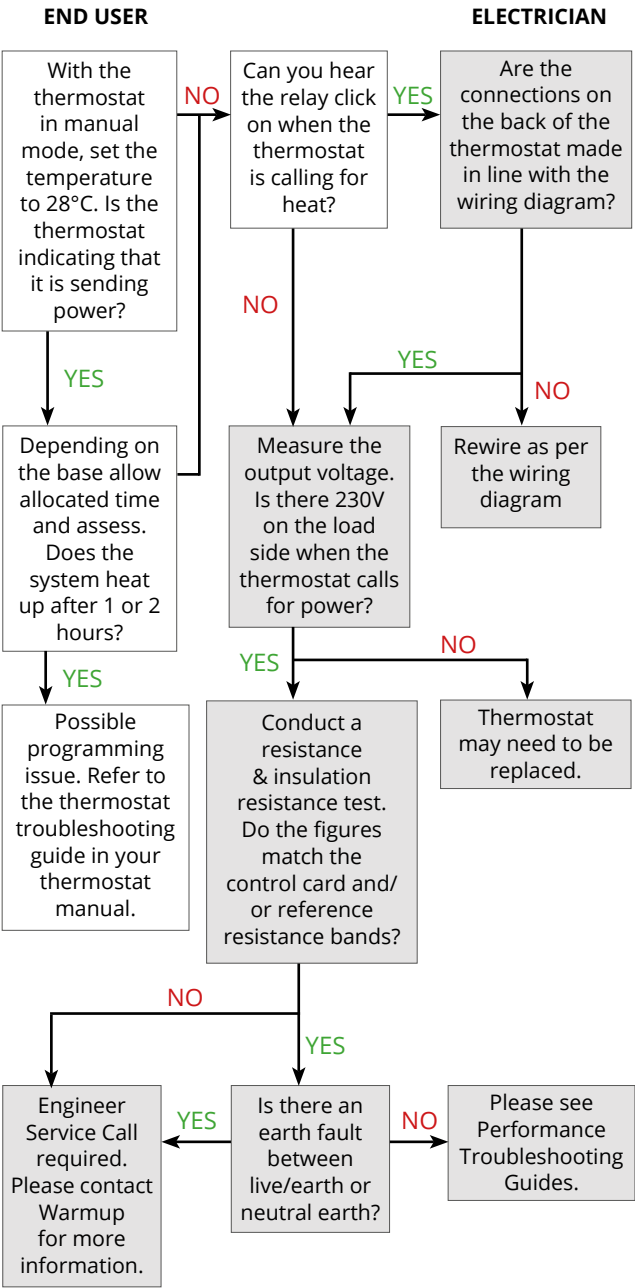 END USER
ELECTRICIAN
With the
thermostat
in manual
mode, set the
temperature
to 28°C. Is the
thermostat
indicating that
it is sending
power?
NO
Can you hear
the relay click
on when the
thermostat
is calling for
heat?
YES
Are the
connections on
the back of the
thermostat made
in line with the
wiring diagram?
YES
NO
YES
NO
Depending on
the base allow
allocated time
and assess.
Does the
system heat
up after 1 or 2
hours?
Measure the
output voltage.
Is there 230V
on the load
side when the
thermostat calls
for power?
Rewire as per
the wiring
diagram
YES
YES
NO
Possible
programming
issue. Refer to
the thermostat
troubleshooting
guide in your
thermostat
manual.
Conduct a
resistance
& insulation
resistance test.
Do the figures
match the
control card and/
or reference
resistance bands?
Thermostat
may need to be
replaced.
NO
YES
Engineer
Service Call
required.
Please contact
Warmup
for more
information.
YES
Is there an
earth fault
between
live/earth or
neutral earth?
NO
Please see
Performance
Troubleshooting
Guides.